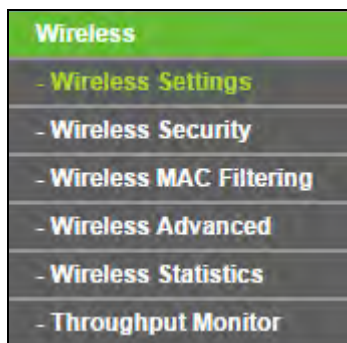 Wireless
- Wireless Settings
- Wireless Security
- Wireless MAC Filtering
- Wireless Advanced
- Wireless Statistics
- Throughput Monitor